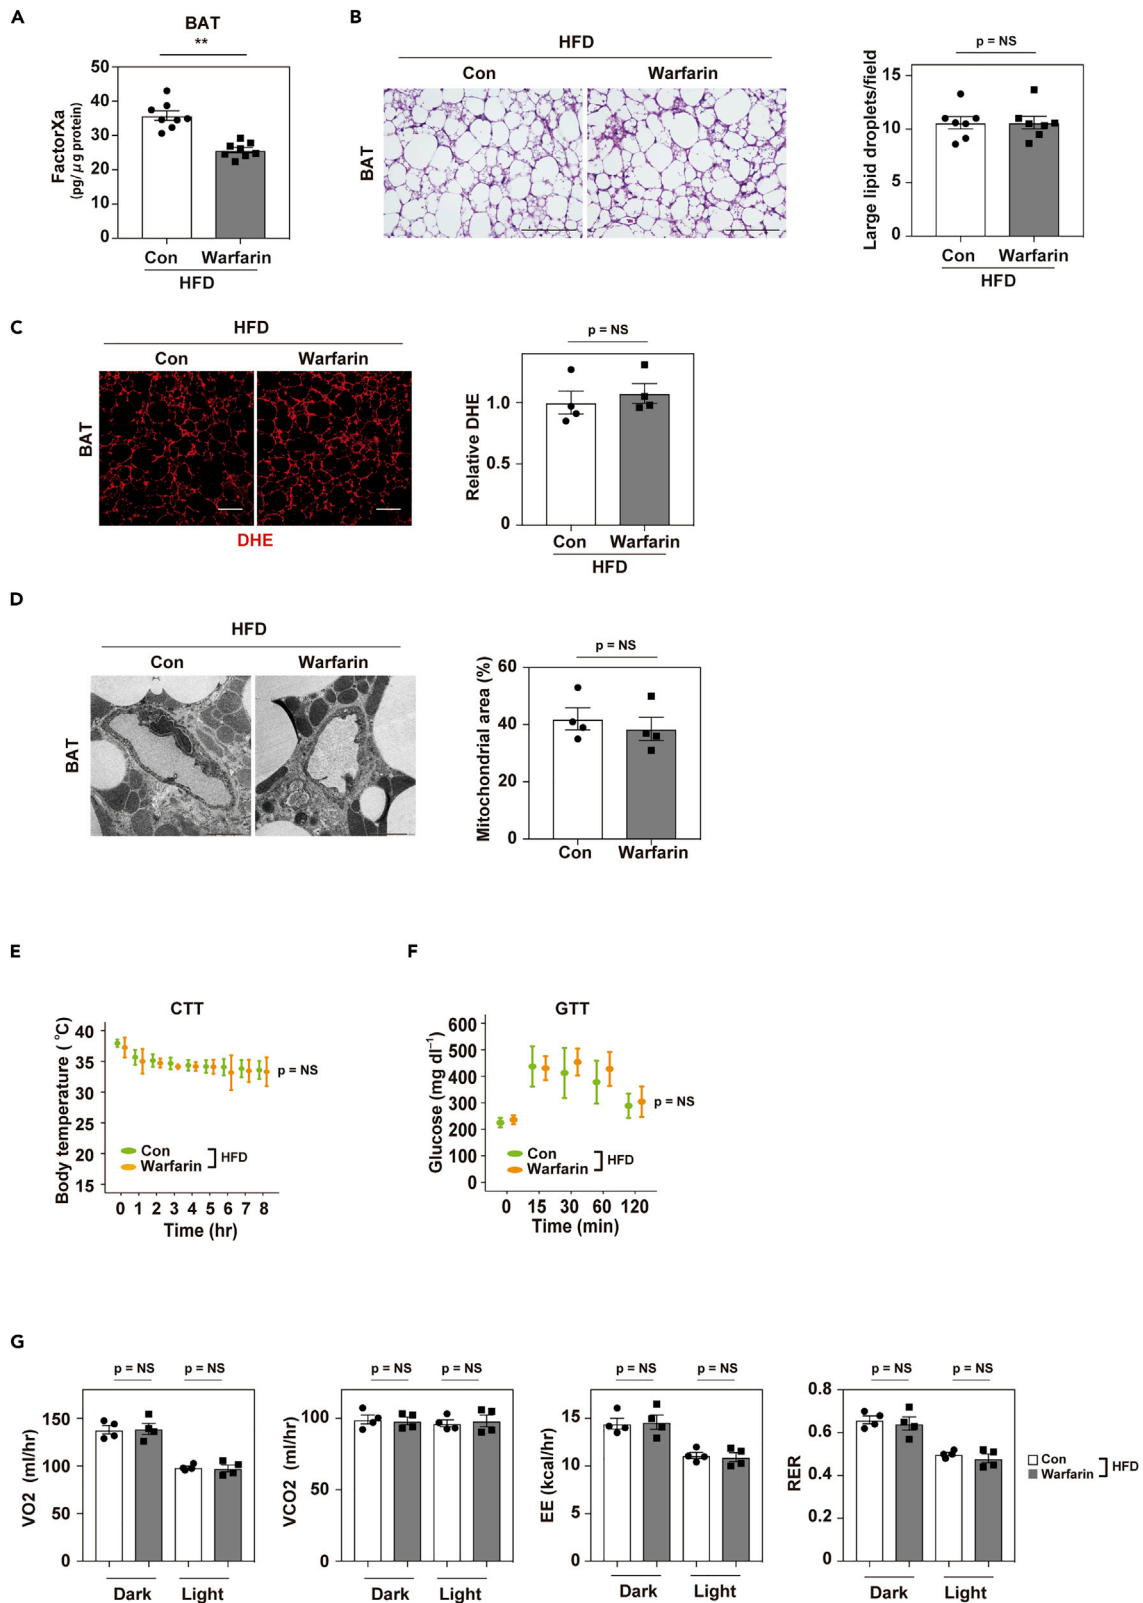 A
BAT
**
FactorXa
(pg/μg protein)
50
40
30
20
10
0
Con
Warfarin
HFD
B
HFD
Con
Warfarin
BAT
p = NS
Large lipid droplets/field
15
10
5
0
Con
Warfarin
HFD
C
HFD
Con
Warfarin
BAT
DHE
p = NS
Relative DHE
1.0
0.5
0
Con
Warfarin
HFD
D
HFD
Con
Warfarin
BAT
p = NS
Mitochondrial area (%)
60
40
20
0
Con
Warfarin
E
CTT
Body temperature (°C)
40
35
30
25
20
15
p = NS
Con
Warfarin
HFD
0 1 2 3 4 5 6 7 8
Time (hr)
F
GTT
Glucose (mg dl⁻¹)
600
500
400
300
200
100
0
p = NS
Con
Warfarin
HFD
0 15 30 60 120
Time (min)
G
p = NS
p = NS
VO2 (ml/hr)
150
100
50
0
Dark
Light
p = NS
p = NS
VCO2 (ml/hr)
100
50
0
Dark
Light
p = NS
p = NS
EE (kcal/hr)
15
10
5
0
Dark
Light
p = NS
p = NS
RER
0.8
0.6
0.4
0.2
0
Dark
Light
Con
Warfarin
HFD